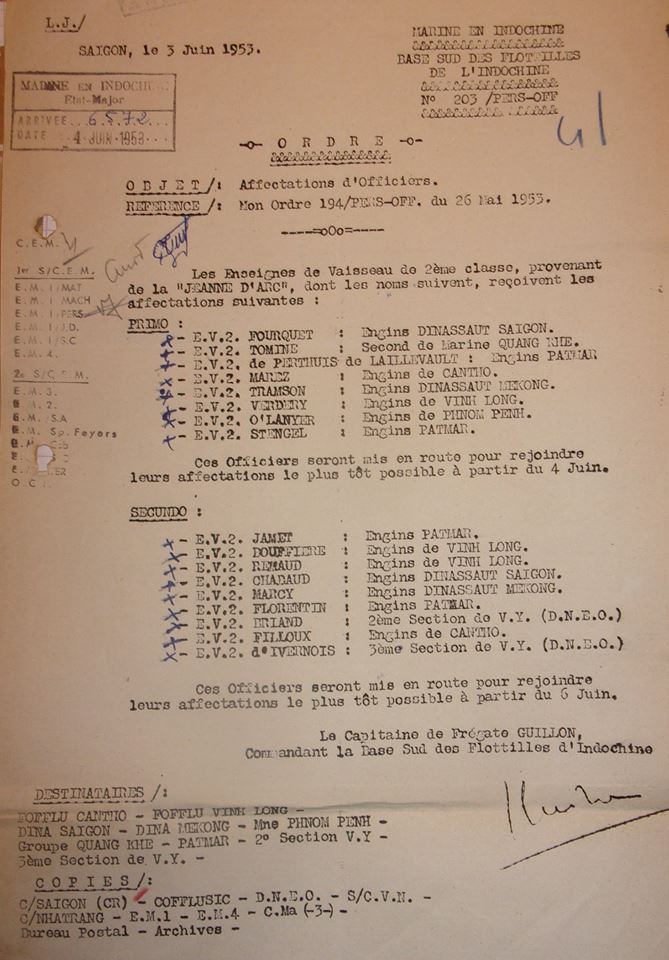 L.J./
SAIGON, le 3 Juin 1953.
MARINE EN INDOCHINE
BASE SUD DES FLOTTILLES
DE L'INDOCHINE
N° 203 /PERS-OFF
MARINE EN INDOCHINE
Etat-Major
ARRIVÉE 6572
DATE 4 JUIN 1953
41
-o- O R D R E -o-
O B J E T /: Affectations d'Officiers.
REFERENCE /: Mon Ordre 194/PERS-OFF. du 26 Mai 1953.
-----=oOo=-----
C.E.M.
1er S/C.E.M.
E.M. 1/MAT
E.M. 1 MACH
E.M. 1/PERS
E.M. 1/J.D.
E.M. 1/S.C
E.M. 4.
2e S/C.E.M.
E.M. 3.
E.M. 2.
E.M. /S.A
E.M. Sp. Feyers
Les Enseignes de Vaisseau de 2ème classe, provenant
de la "JEANNE D'ARC", dont les noms suivent, reçoivent les
affectations suivantes :
PRIMO :
- E.V.2. FOURQUET : Engins DINASSAUT SAIGON.
- E.V.2. TOMINE : Second de Marine QUANG KHE.
- E.V.2. de PERTHUIS de LAILLEVAULT : Engins PATMAR
- E.V.2. MAREZ : Engins de CANTHO.
- E.V.2. TRAMSON : Engins DINASSAUT MEKONG.
- E.V.2. VERDERY : Engins de VINH LONG.
- E.V.2. O'LANYER : Engins de PHNOM PENH.
- E.V.2. STENGEL : Engins PATMAR.
Ces Officiers seront mis en route pour rejoindre
leurs affectations le plus tôt possible à partir du 4 Juin.
SECUNDO :
- E.V.2. JAMET : Engins PATMAR.
- E.V.2. DOUFFIERE : Engins de VINH LONG.
- E.V.2. REMAUD : Engins de VINH LONG.
- E.V.2. CHADAUD : Engins DINASSAUT SAIGON.
- E.V.2. MARCY : Engins DINASSAUT MEKONG.
- E.V.2. FLORENTIN : Engins PATMAR.
- E.V.2. BRIAND : 2ème Section de V.Y. (D.N.E.O.)
- E.V.2. FILLOUX : Engins de CANTHO.
- E.V.2. d'IVERNOIS : 3ème Section de V.Y. (D.N.E.O.)
Ces Officiers seront mis en route pour rejoindre
leurs affectations le plus tôt possible à partir du 6 Juin.
Le Capitaine de Frégate GUILLON,
Commandant la Base Sud des Flottilles d'Indochine
DESTINATAIRES /:
FOFFLU CANTHO - FOFFLU VINH LONG -
DINA SAIGON - DINA MEKONG - Mne PHNOM PENH -
Groupe QUANG KHE - PATMAR - 2° Section V.Y -
3ème Section de V.Y. -
C O P I E S /:
C/SAIGON (CR) - COFFLUSIC - D.N.E.O. - S/C.V.N. -
C/NHATRANG - E.M.1 - E.M.4 - C.Ma (-3-) -
Bureau Postal - Archives -